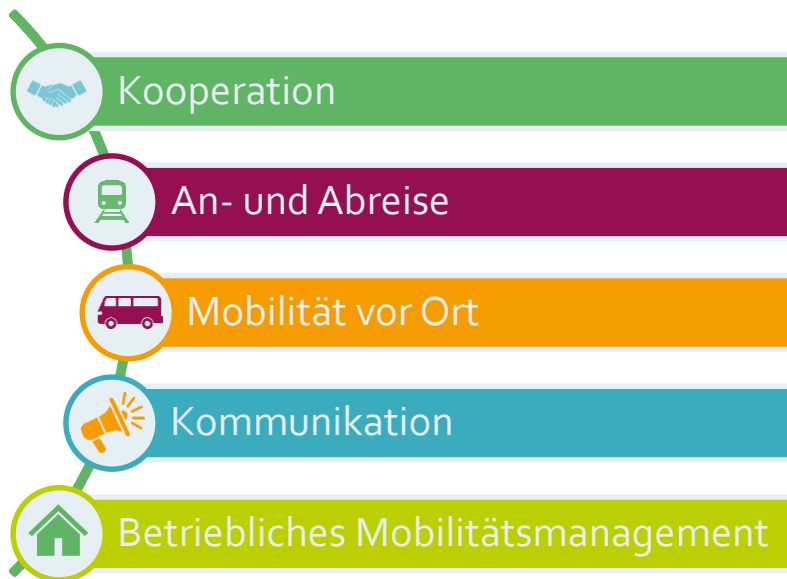 Kooperation
An- und Abreise
Mobilität vor Ort
Kommunikation
Betriebliches Mobilitätsmanagement